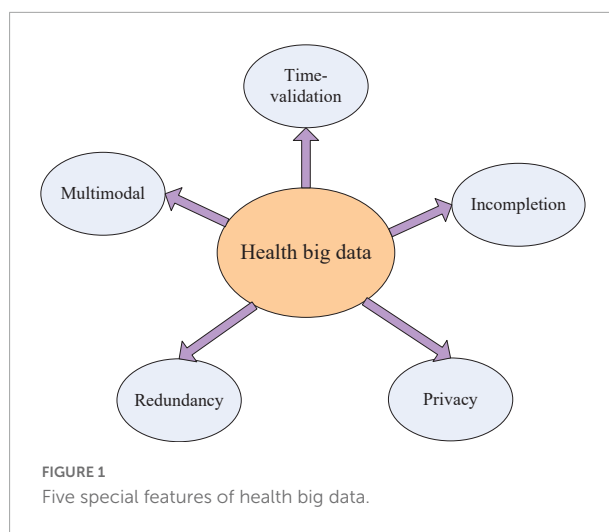 Time-
validation
Multimodal
Incompletion
Health big data
Redundancy
Privacy
FIGURE 1
Five special features of health big data.